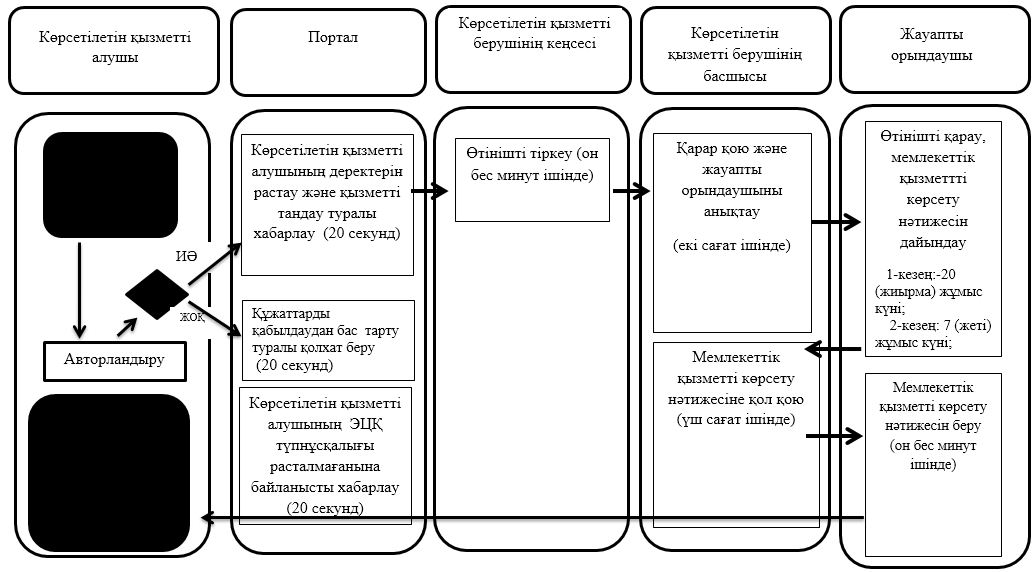 Көрсетілетін қызметті
алушы
Портал
Көрсетілетін қызметті
берушінің кеңсесі
Көрсетілетін
қызметті берушінің
басшысы
Жауапты
орындаушы
ИӘ
ЖОҚ
Авторландыру
Көрсетілетін қызметті
алушының деректерін
растау және қызметті
тандау туралы
хабарлау (20 секунд)
Құжаттарды
қабылдаудан бас тарту
туралы қолхат беру
(20 секунд)
Көрсетілетін қызметті
алушының ЭЦҚ
түпнұсқалығы
расталмағанына
байланысты хабарлау
(20 секунд)
Өтінішті тіркеу (он
бес минут ішінде)
Қарар қою және
жауапты
орындаушыны
анықтау
(екі сағат ішінде)
Мемлекеттік
қызметті көрсету
нәтижесіне қол қою
(үш сағат ішінде)
Өтінішті қарау,
мемлекеттік
қызметтті
көрсету
нәтижесін
дайындау
1-кезең:-20
(жиырма) жұмыс
күні;
2-кезең: 7 (жеті)
жұмыс күні;
Мемлекеттік
қызметті көрсету
нәтижесін беру
(он бес минут
ішінде)